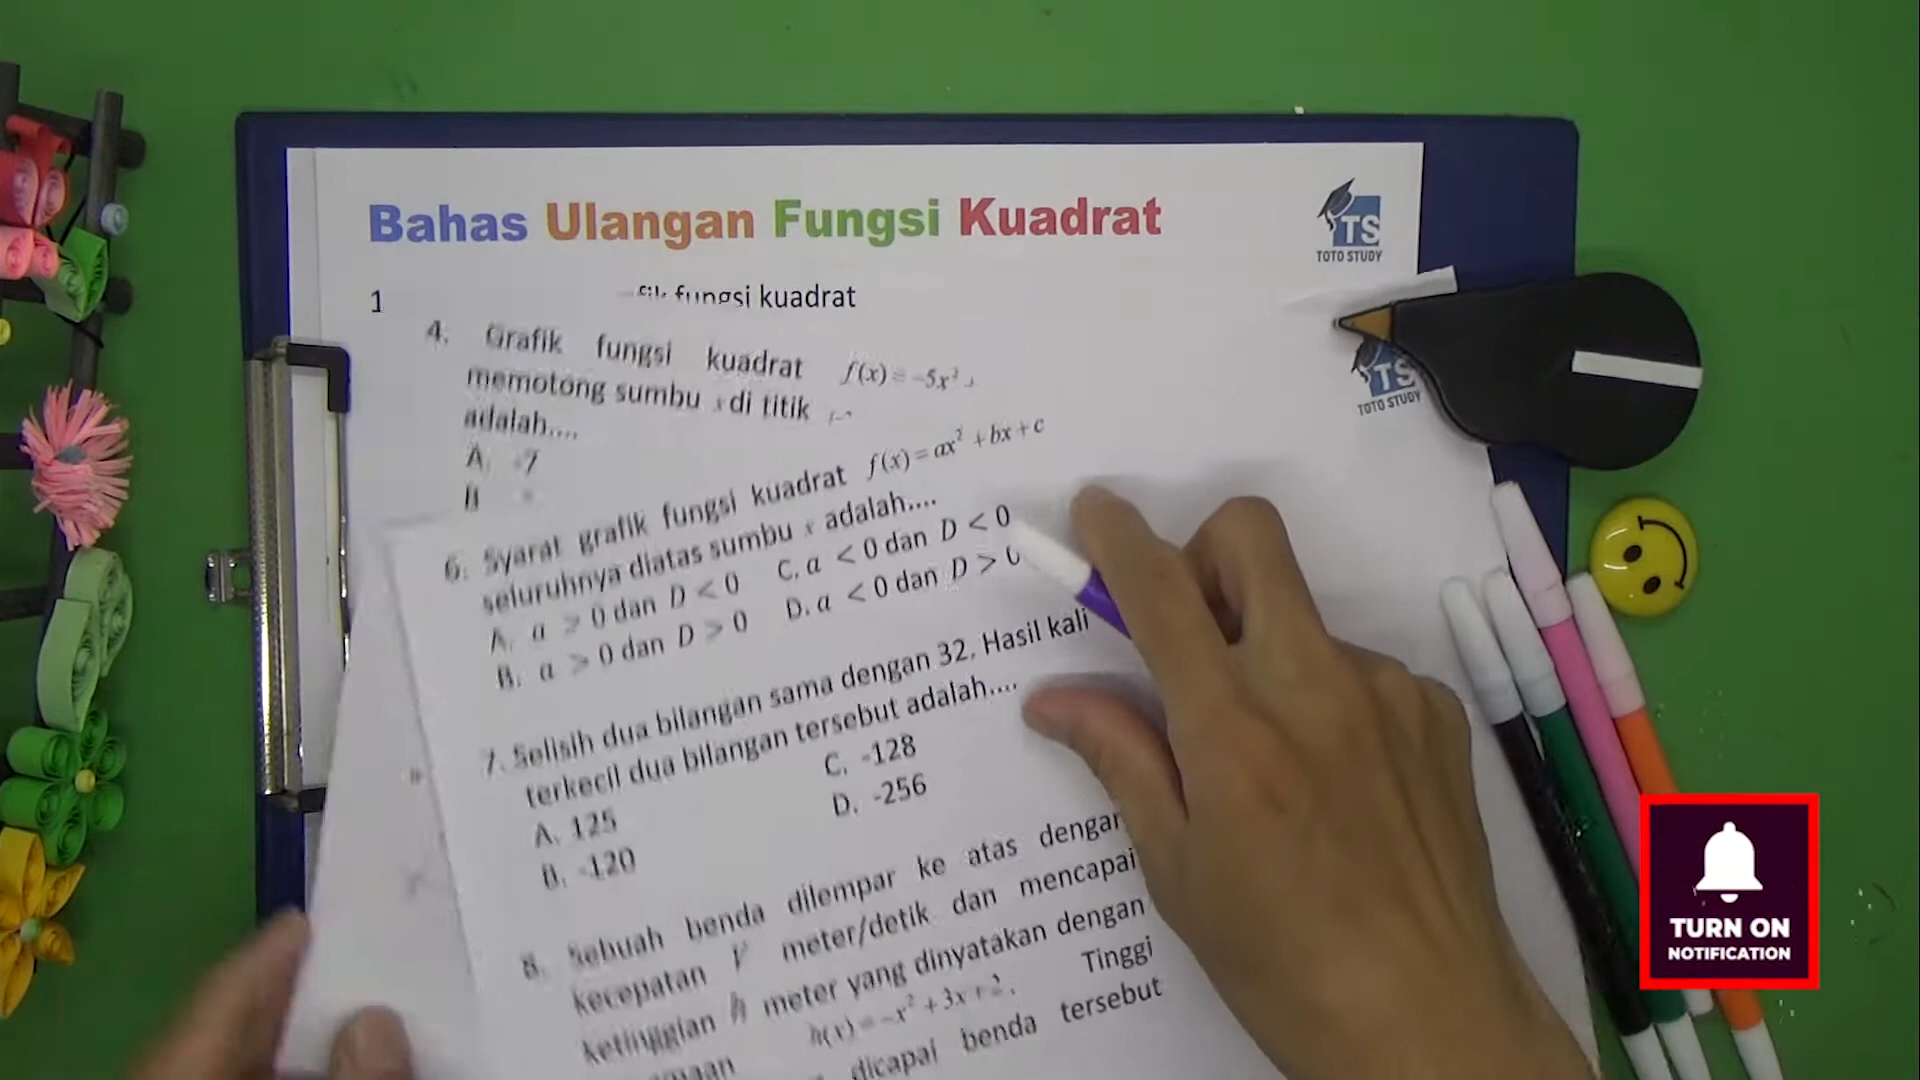 Bahas Ulangan Fungsi Kuadrat
TS
TOTO STUDY
1
fungsi kuadrat
4. Grafik fungsi kuadrat f(x) = -5x²
memotong sumbu x di titik
adalah....
A. -7
B
TS
TOTO STUDY
6. Syarat grafik fungsi kuadrat f(x) = ax² + bx + c
seluruhnya diatas sumbu x adalah....
A. a > 0 dan D < 0 C. a < 0 dan D < 0
B. a > 0 dan D > 0 D. a < 0 dan D > 0
7. Selisih dua bilangan sama dengan 32. Hasil kali
terkecil dua bilangan tersebut adalah....
A. 125 C. -128
B. -120 D. -256
8. Sebuah benda dilempar ke atas dengan
kecepatan V meter/detik dan mencapai
ketinggian h meter yang dinyatakan dengan
h(x) = -x² + 3x + . Tinggi
dicapai benda tersebut
TURN ON
NOTIFICATION